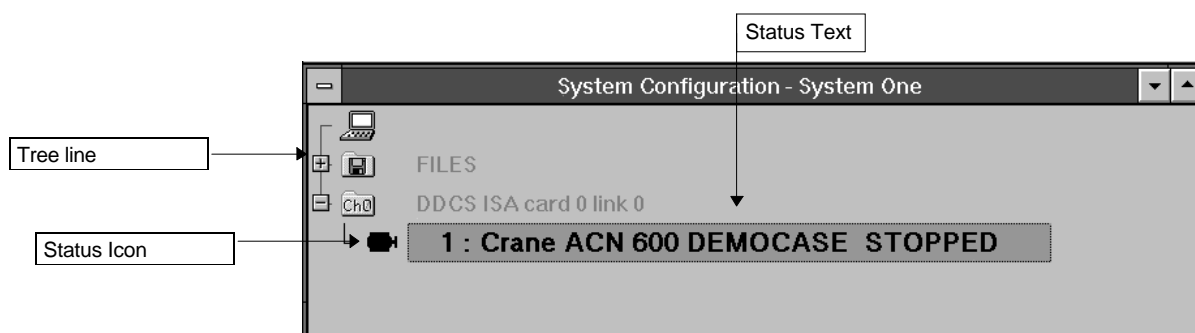 Status Text
System Configuration - System One
Tree line
FILES
Ch0
DDCS ISA card 0 link 0
Status Icon
1 : Crane ACN 600 DEMOCASE STOPPED